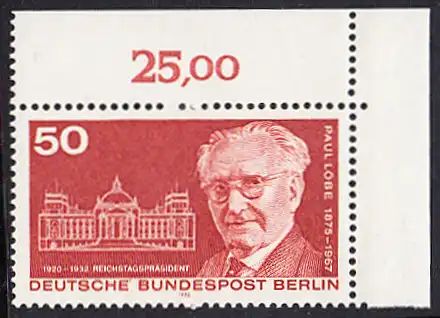 25,00
50
PAUL LÖBE 1875-1967
1920-1932 REICHSTAGSPRÄSIDENT
DEUTSCHE BUNDESPOST BERLIN